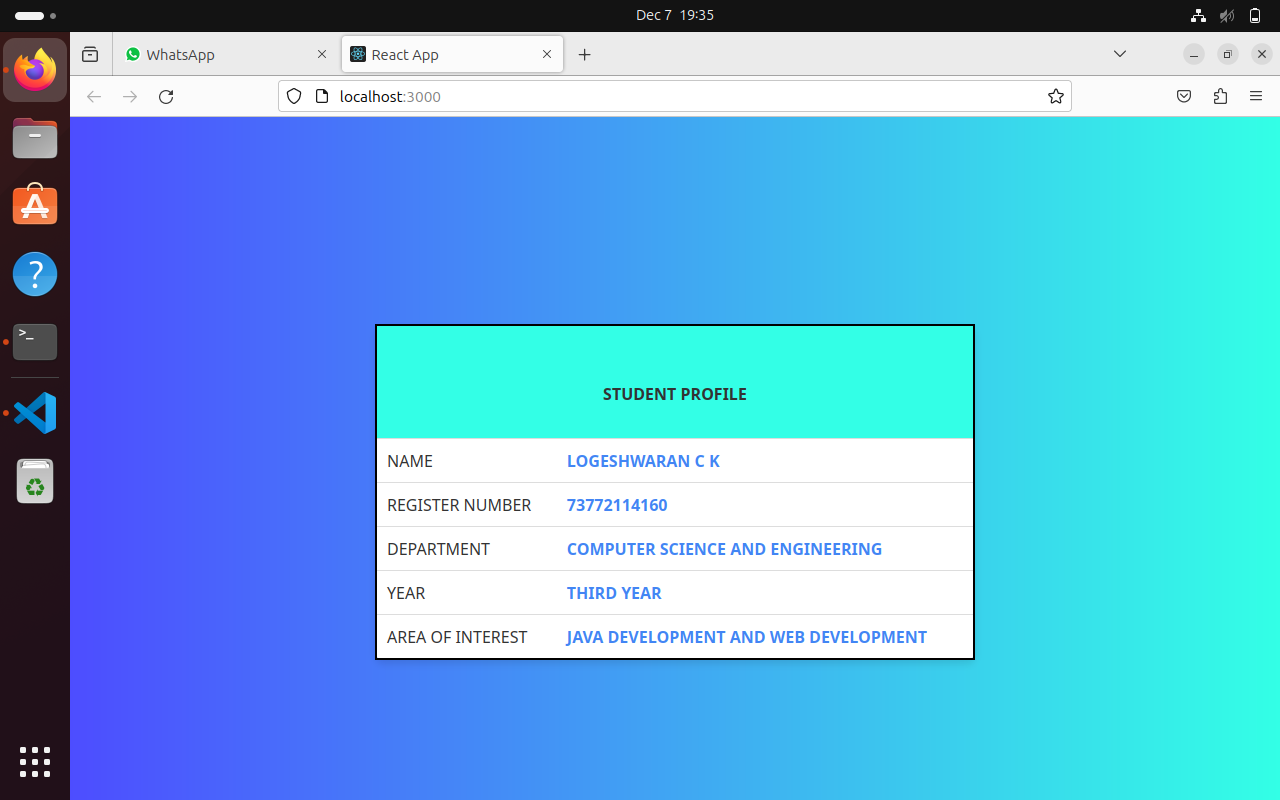 Dec 7 19:35
WhatsApp
React App
localhost:3000
STUDENT PROFILE
NAME LOGESHWARAN C K
REGISTER NUMBER 73772114160
DEPARTMENT COMPUTER SCIENCE AND ENGINEERING
YEAR THIRD YEAR
AREA OF INTEREST JAVA DEVELOPMENT AND WEB DEVELOPMENT